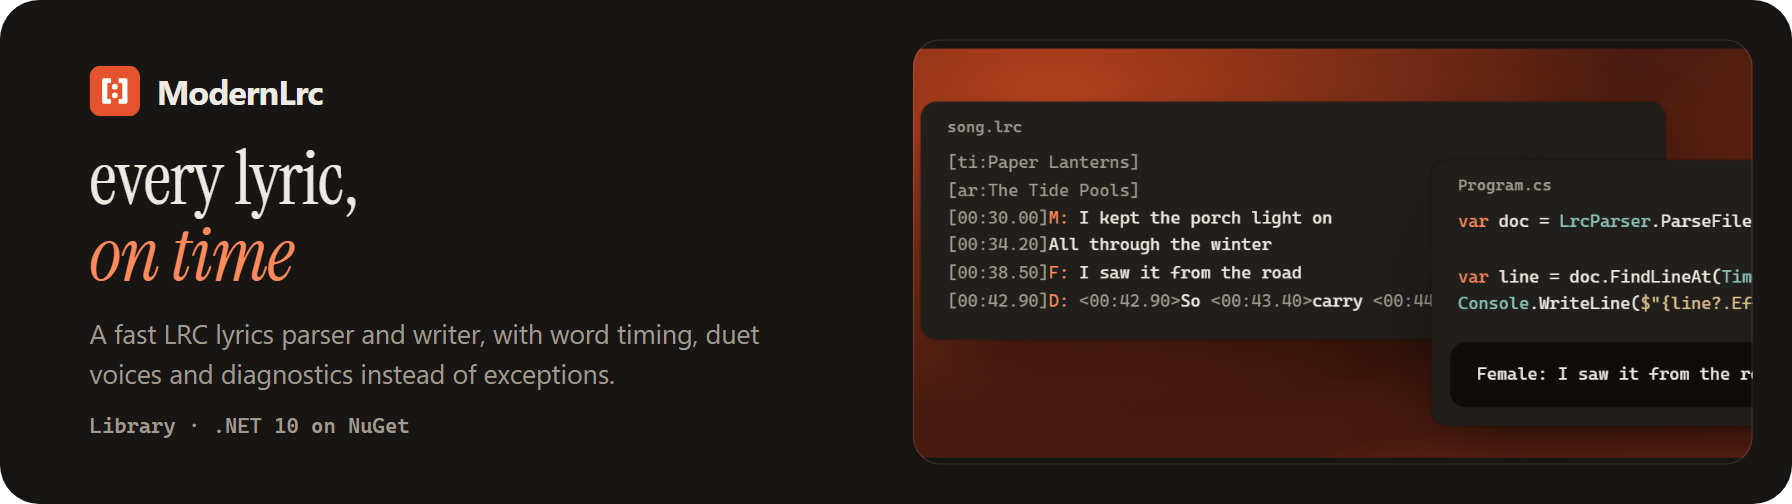 ModernLrc
every lyric,
on time
A fast LRC lyrics parser and writer, with word timing, duet
voices and diagnostics instead of exceptions.
Library · .NET 10 on NuGet
song.lrc
[ti:Paper Lanterns]
[ar:The Tide Pools]
[00:30.00]M: I kept the porch light on
[00:34.20]All through the winter
[00:38.50]F: I saw it from the road
[00:42.90]D: <00:42.90>So <00:43.40>carry <00:44
Program.cs
var doc = LrcParser.ParseFile
var line = doc.FindLineAt(Tim
Console.WriteLine($"{line?.Ef
Female: I saw it from the r